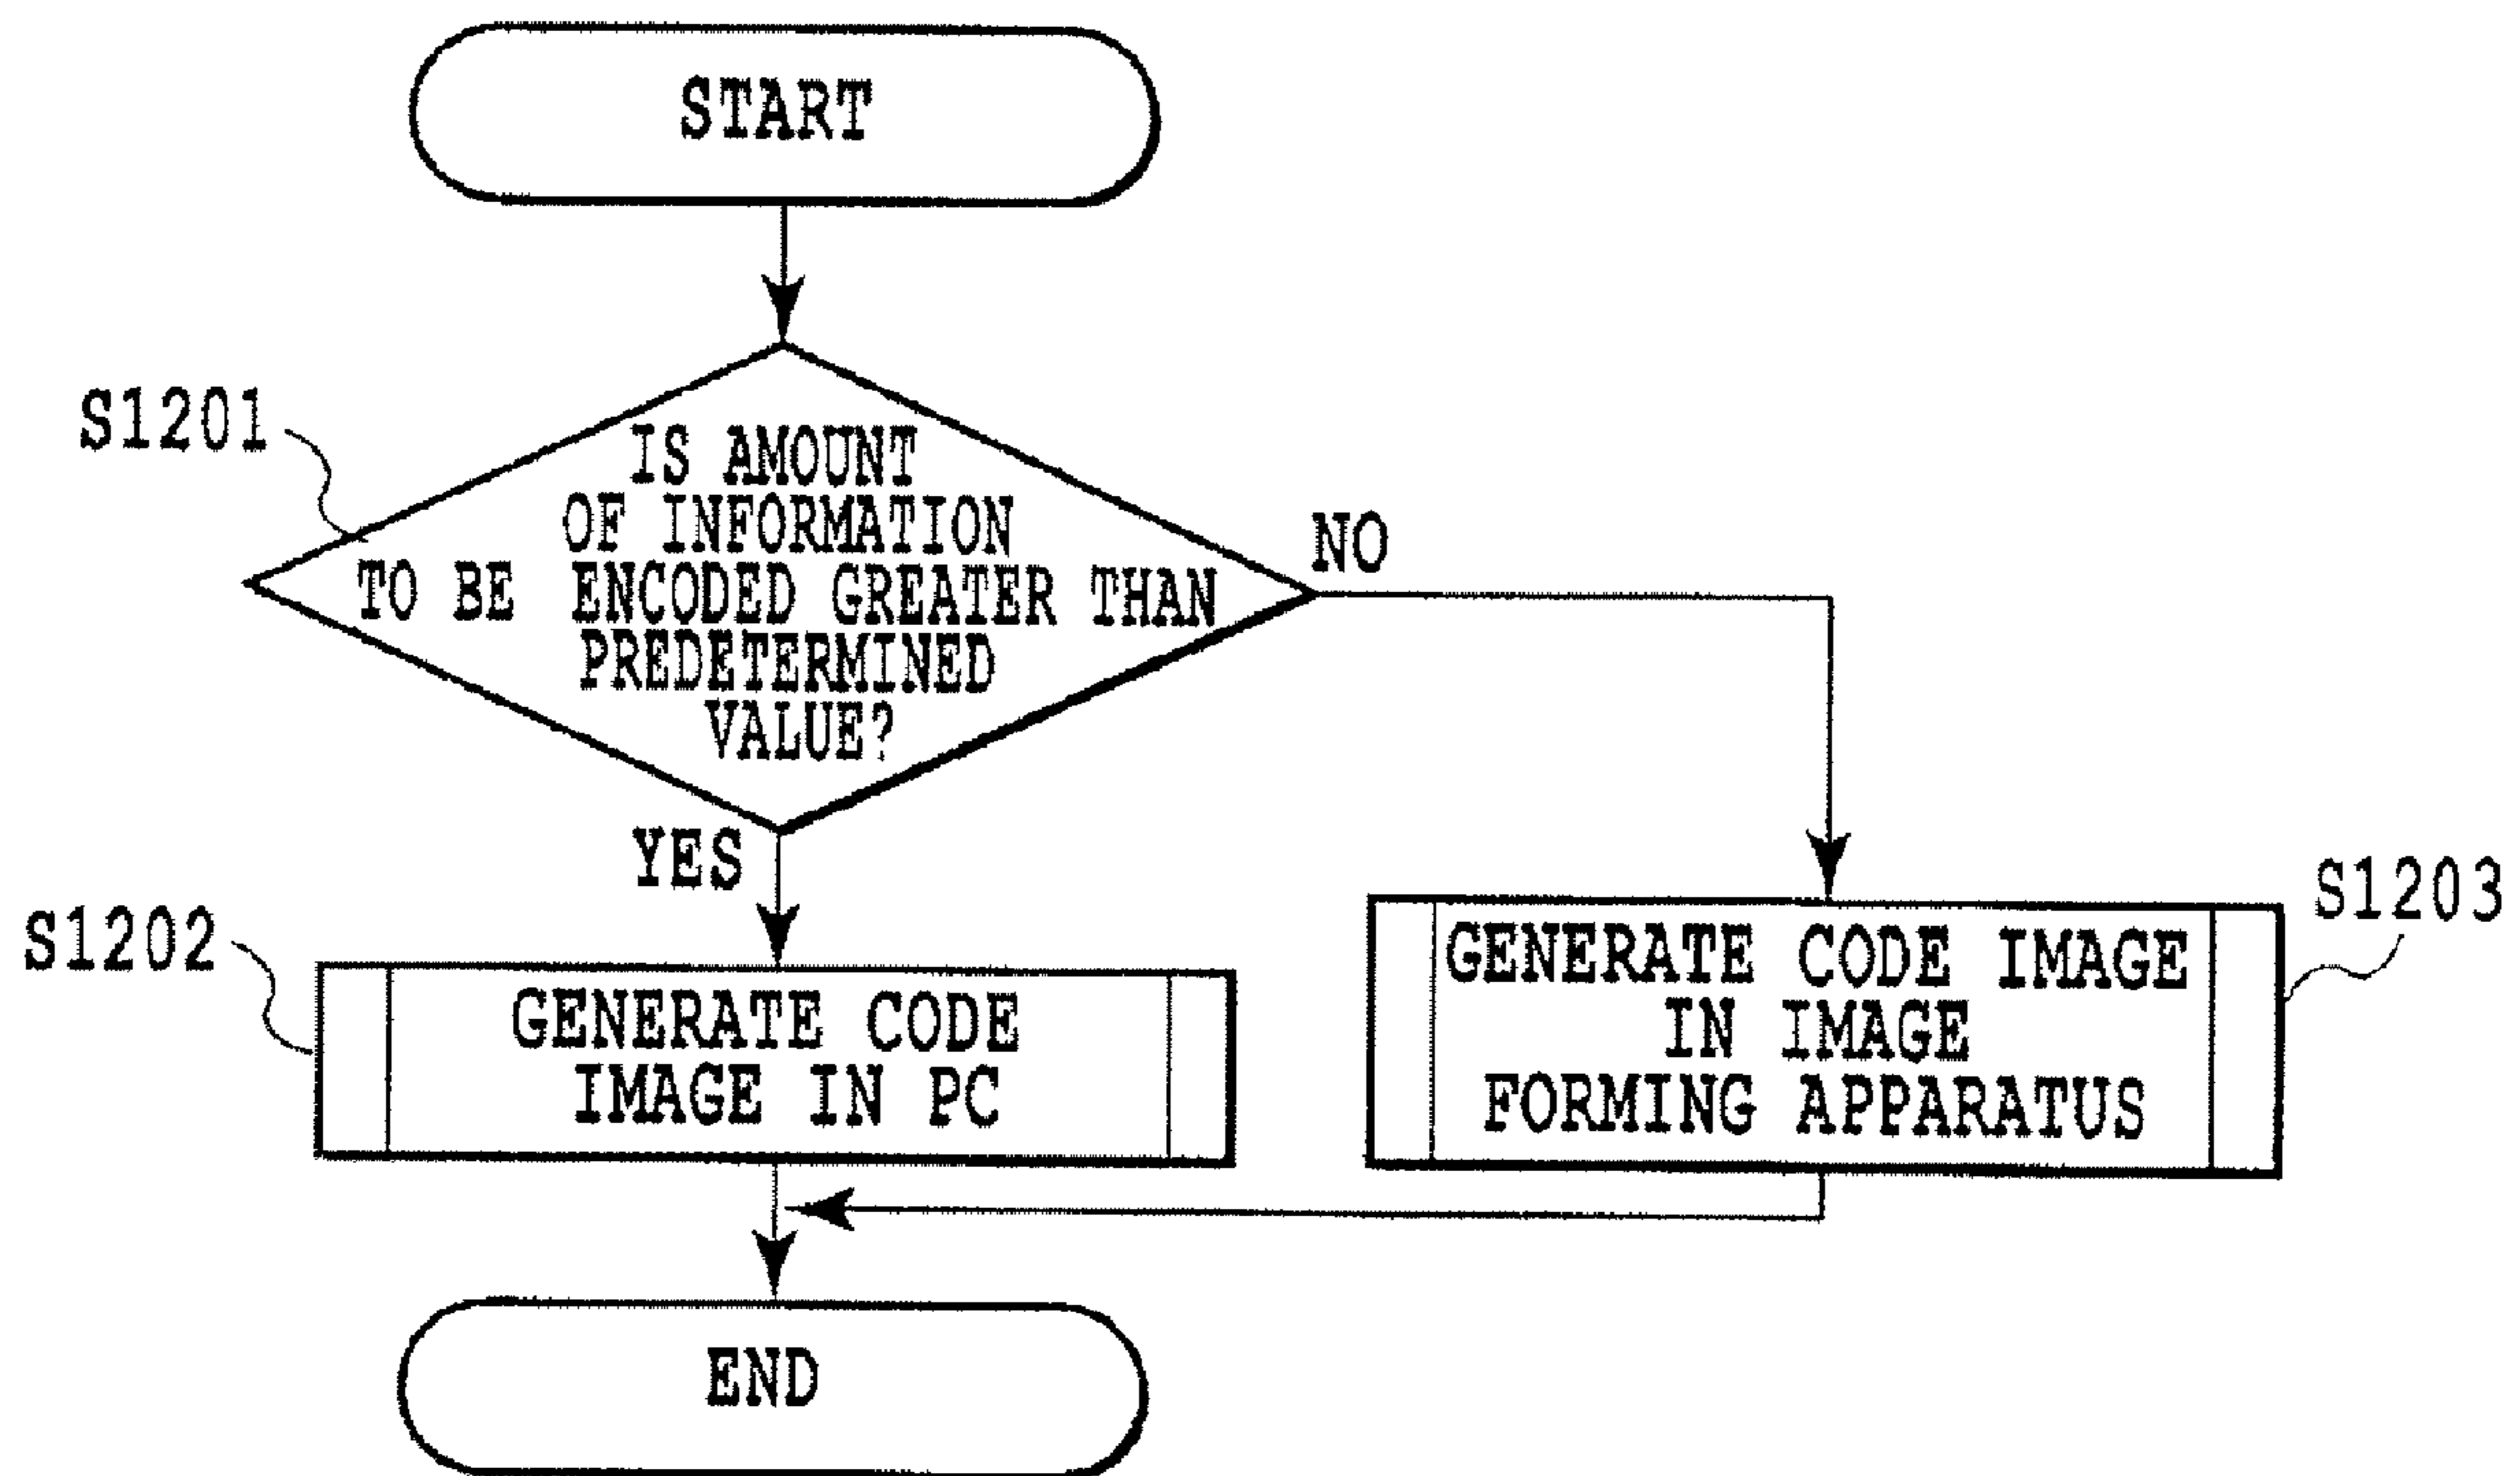 START
S1201
IS AMOUNT
OF INFORMATION
TO BE ENCODED GREATER THAN
PREDETERMINED
VALUE?
NO
YES
S1202
GENERATE CODE
IMAGE IN PC
S1203
GENERATE CODE IMAGE
IN IMAGE
FORMING APPARATUS
END